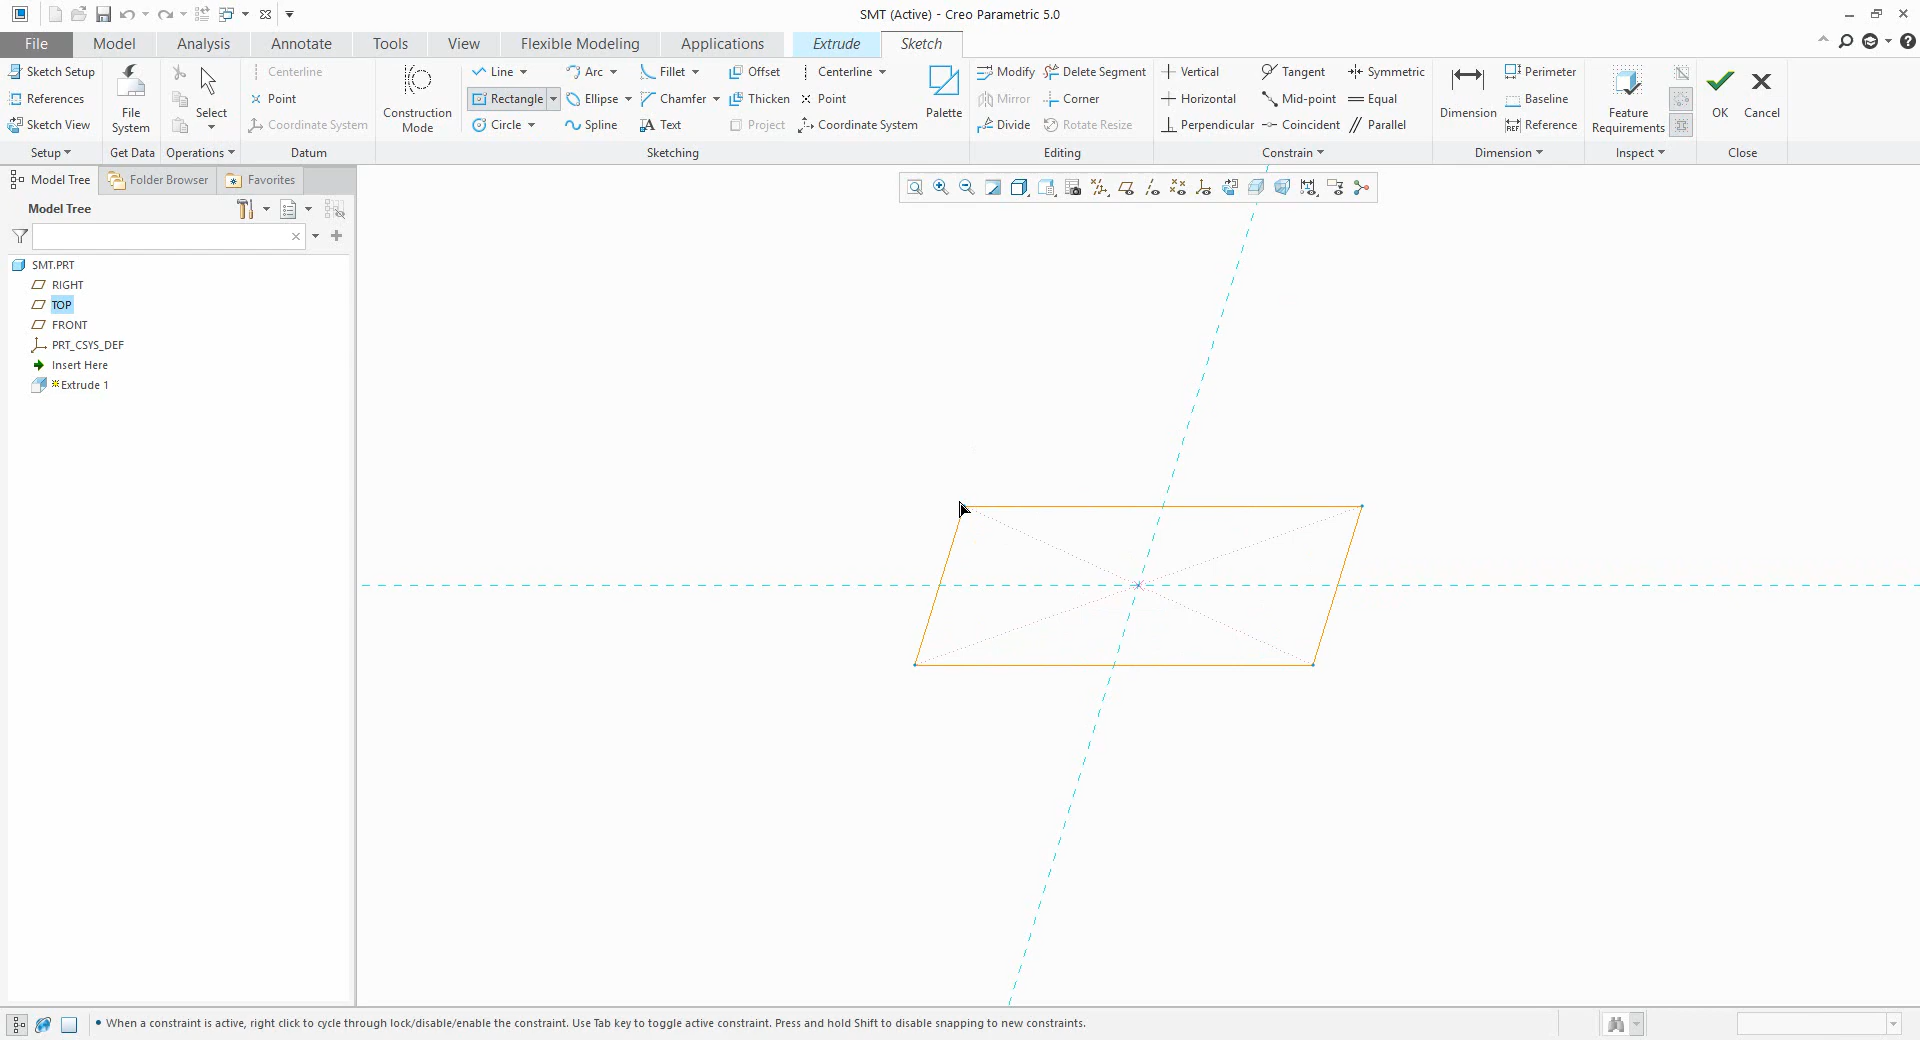 SMT (Active) - Creo Parametric 5.0
File Model Analysis Annotate Tools View Flexible Modeling Applications Extrude Sketch
Sketch Setup
References
Sketch View
Setup
File System
Get Data
Select
Operations
Centerline
Point
Coordinate System
Datum
Construction Mode
Line
Rectangle
Circle
Arc
Ellipse
Spline
Fillet
Chamfer
Text
Offset
Thicken
Project
Centerline
Point
Coordinate System
Palette
Sketching
Modify
Mirror
Divide
Delete Segment
Corner
Rotate Resize
Editing
Vertical
Horizontal
Perpendicular
Tangent
Mid-point
Coincident
Symmetric
Equal
Parallel
Constrain
Dimension
Perimeter
Baseline
REF Reference
Dimension
Feature Requirements
Inspect
OK
Cancel
Close
Model Tree Folder Browser Favorites
Model Tree
SMT.PRT
RIGHT
TOP
FRONT
PRT_CSYS_DEF
Insert Here
Extrude 1
• When a constraint is active, right click to cycle through lock/disable/enable the constraint. Use Tab key to toggle active constraint. Press and hold Shift to disable snapping to new constraints.